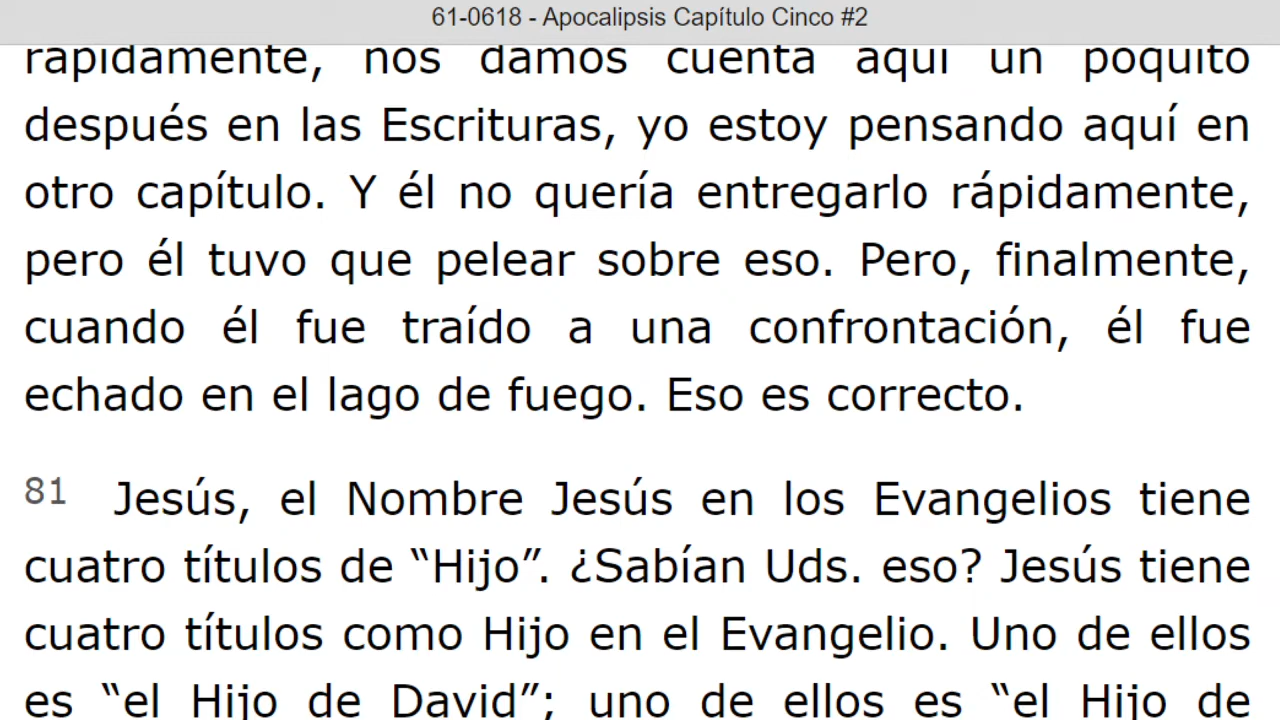 61-0618 - Apocalipsis Capítulo Cinco #2
rápidamente, nos damos cuenta aquí un poquito
después en las Escrituras, yo estoy pensando aquí en
otro capítulo. Y él no quería entregarlo rápidamente,
pero él tuvo que pelear sobre eso. Pero, finalmente,
cuando él fue traído a una confrontación, él fue
echado en el lago de fuego. Eso es correcto.
81 Jesús, el Nombre Jesús en los Evangelios tiene
cuatro títulos de “Hijo”. ¿Sabían Uds. eso? Jesús tiene
cuatro títulos como Hijo en el Evangelio. Uno de ellos
es “el Hijo de David”; uno de ellos es “el Hijo de